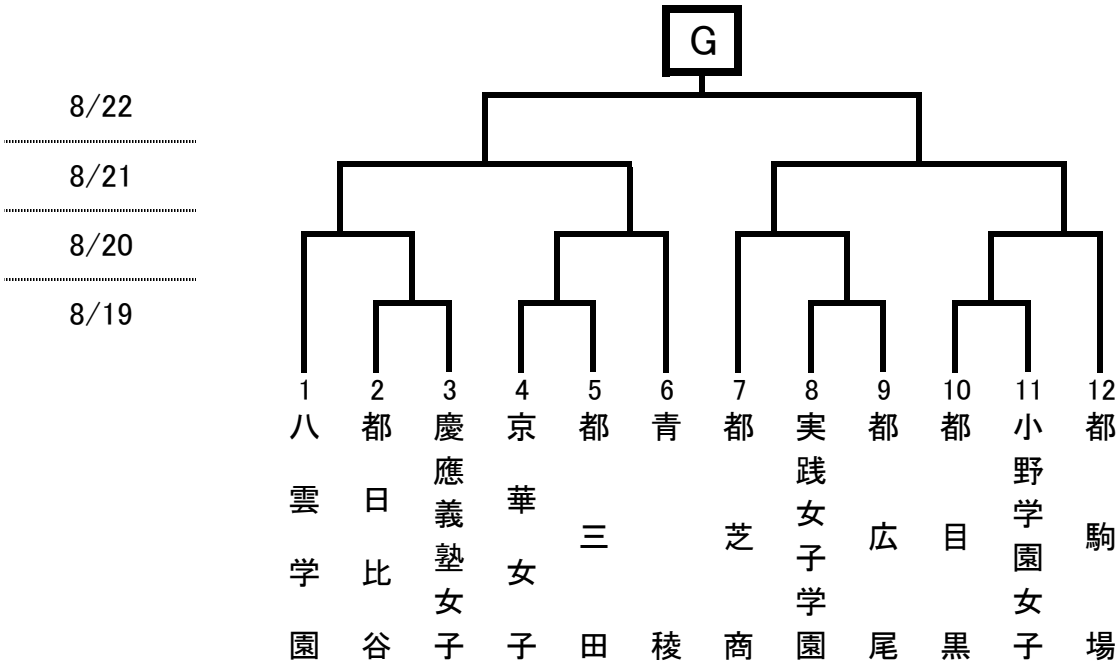 G
8/22
8/21
8/20
8/19
1
2
3
4
5
6
7
8
9
10
11
12
八雲学園
都日比谷
慶應義塾女子
京華女子
都三田
青稜
都芝商
実践女子学園
都広尾
都目黒
小野学園女子
都駒場